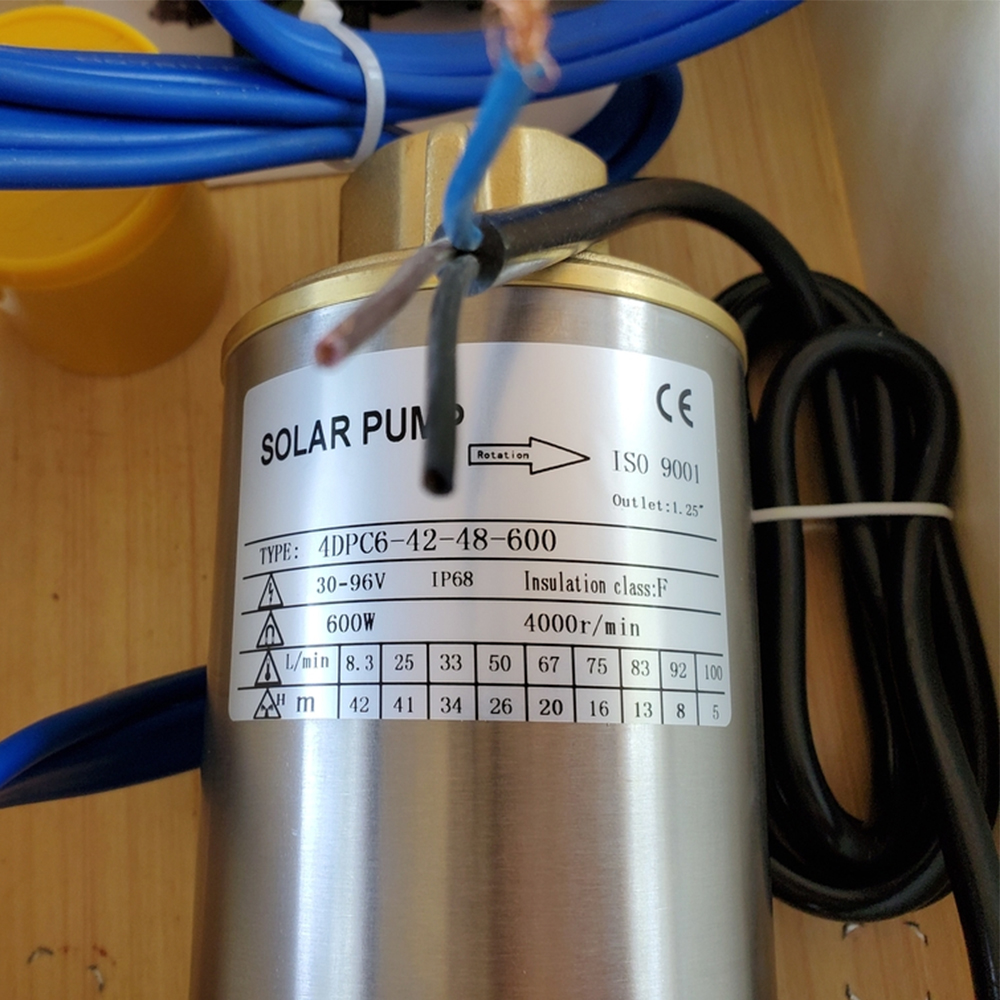 CE
SOLAR PUMP
Rotation
ISO 9001
Outlet:1.25"
TYPE: 4DPC6-42-48-600
30-96V IP68 Insulation class:F
600W 4000r/min
L/min 8.3 25 33 50 67 75 83 92 100
H m 42 41 34 26 20 16 13 8 5